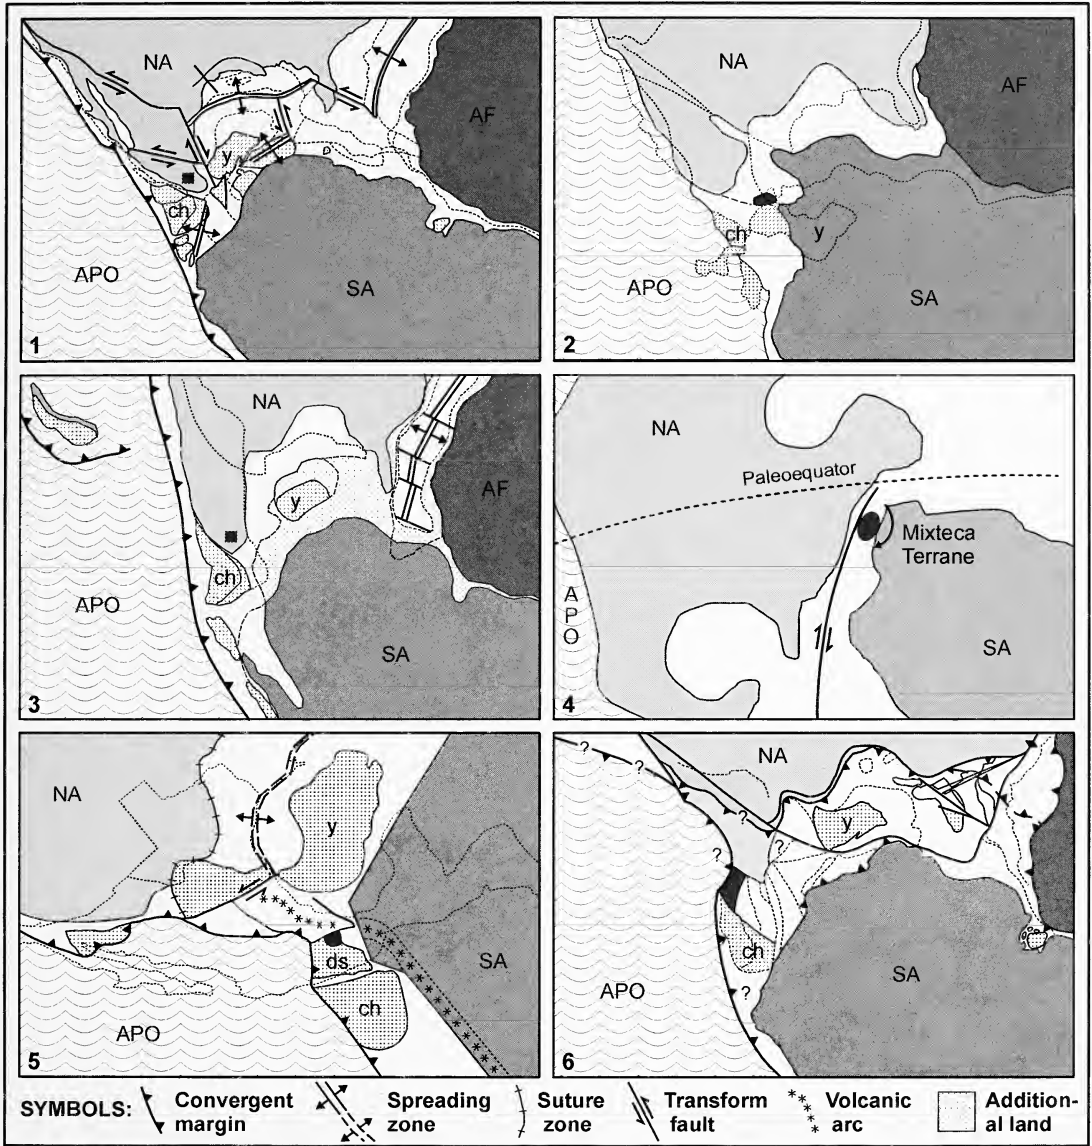 NA
AF
y
ch
APO
SA
1
NA
AF
ch
y
APO
SA
2
NA
AF
y
ch
APO
SA
3
NA
Paleoequator
Mixteca
Terrane
A
P
O
SA
4
NA
y
ds
SA
ch
APO
5
?
?
NA
?
y
?
?
ch
SA
APO
?
6
SYMBOLS:
Convergent
margin
Spreading
zone
Suture
zone
Transform
fault
Volcanic
arc
Addition-
al land